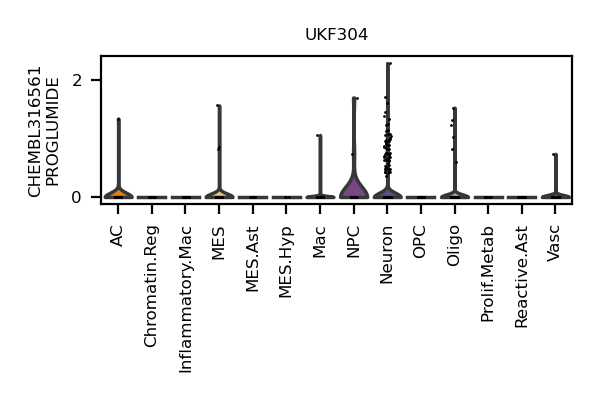 UKF304
CHEMBL316561
PROGLUMIDE
2
0
AC
Chromatin.Reg
Inflammatory.Mac
MES
MES.Ast
MES.Hyp
Mac
NPC
Neuron
OPC
Oligo
Prolif.Metab
Reactive.Ast
Vasc